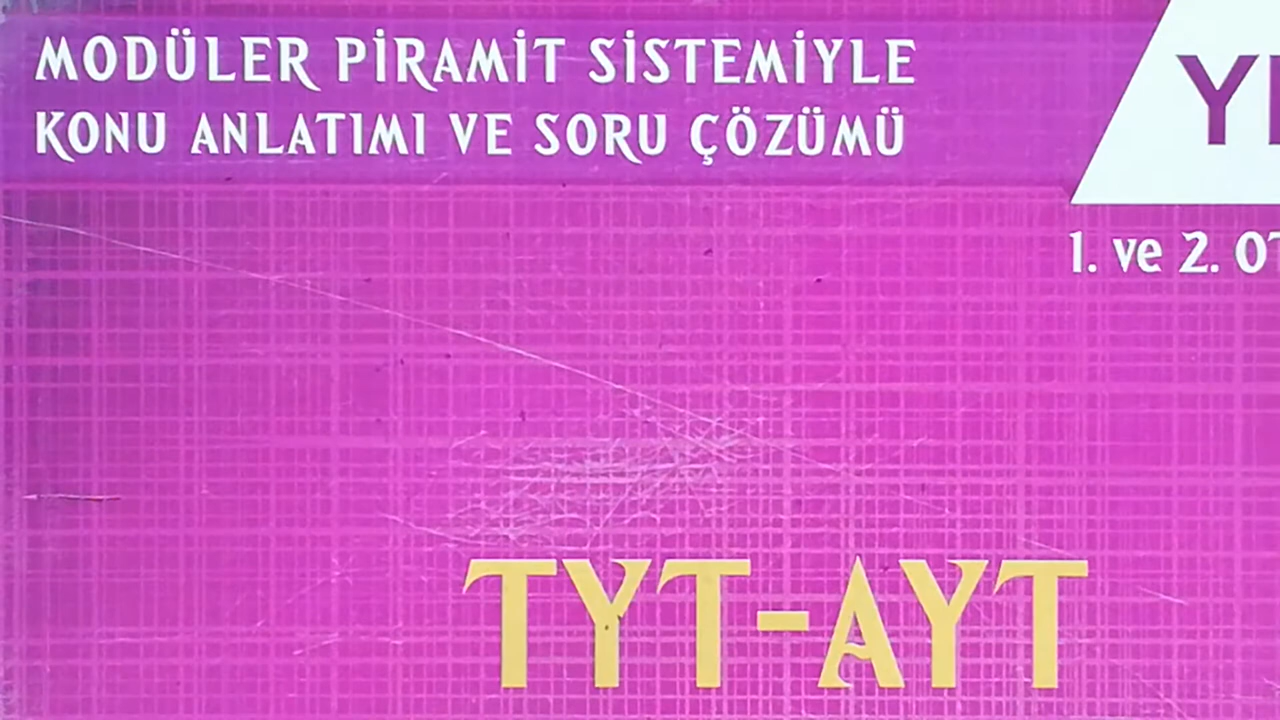 MODÜLER PİRAMİT SİSTEMİYLE
KONU ANLATIMI VE SORU ÇÖZÜMÜ
1. ve 2.
TYT-AYT